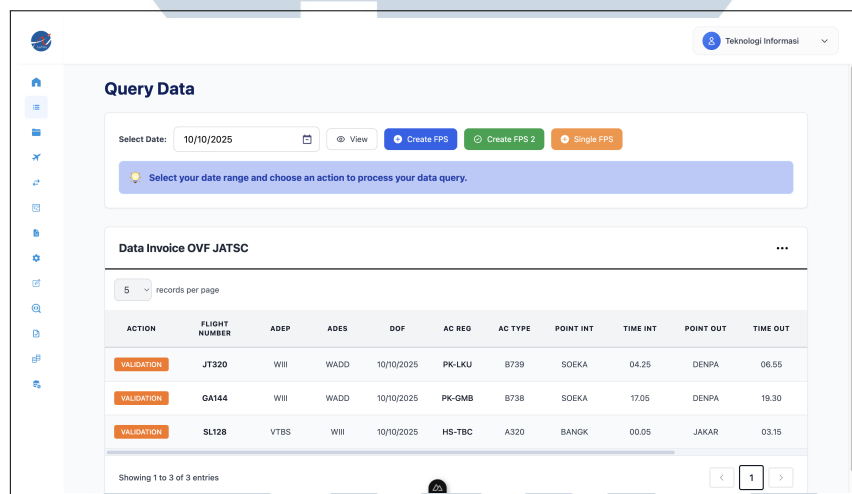 Teknologi Informasi
Query Data
Select Date: 10/10/2025 View Create FPS Create FPS 2 Single FPS
Select your date range and choose an action to process your data query.
Data Invoice OVF JATSC
5 records per page
ACTION FLIGHT NUMBER ADEP ADES DOF AC REG AC TYPE POINT INT TIME INT POINT OUT TIME OUT
VALIDATION JT320 WIII WADD 10/10/2025 PK-LKU B739 SOEKA 04.25 DENPA 06.55
VALIDATION GA144 WIII WADD 10/10/2025 PK-GMB B738 SOEKA 17.05 DENPA 19.30
VALIDATION SL128 VTBS WIII 10/10/2025 HS-TBC A320 BANGK 00.05 JAKAR 03.15
Showing 1 to 3 of 3 entries 1